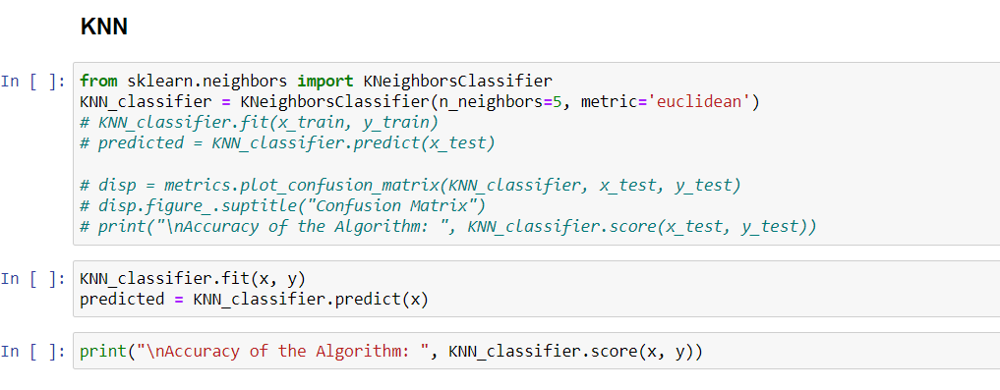 KNN
In [ ]: from sklearn.neighbors import KNeighborsClassifier
KNN_classifier = KNeighborsClassifier(n_neighbors=5, metric='euclidean')
# KNN_classifier.fit(x_train, y_train)
# predicted = KNN_classifier.predict(x_test)
# disp = metrics.plot_confusion_matrix(KNN_classifier, x_test, y_test)
# disp.figure_.suptitle("Confusion Matrix")
# print("\nAccuracy of the Algorithm: ", KNN_classifier.score(x_test, y_test))
In [ ]: KNN_classifier.fit(x, y)
predicted = KNN_classifier.predict(x)
In [ ]: print("\nAccuracy of the Algorithm: ", KNN_classifier.score(x, y))